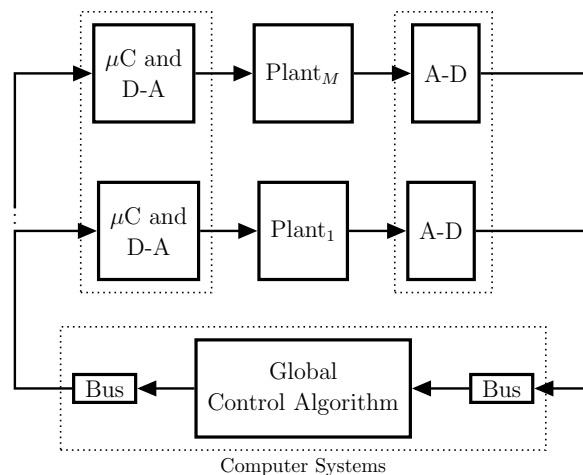 μC and
D-A
Plant_M
A-D
μC and
D-A
Plant_1
A-D
Bus
Global
Control Algorithm
Bus
Computer Systems